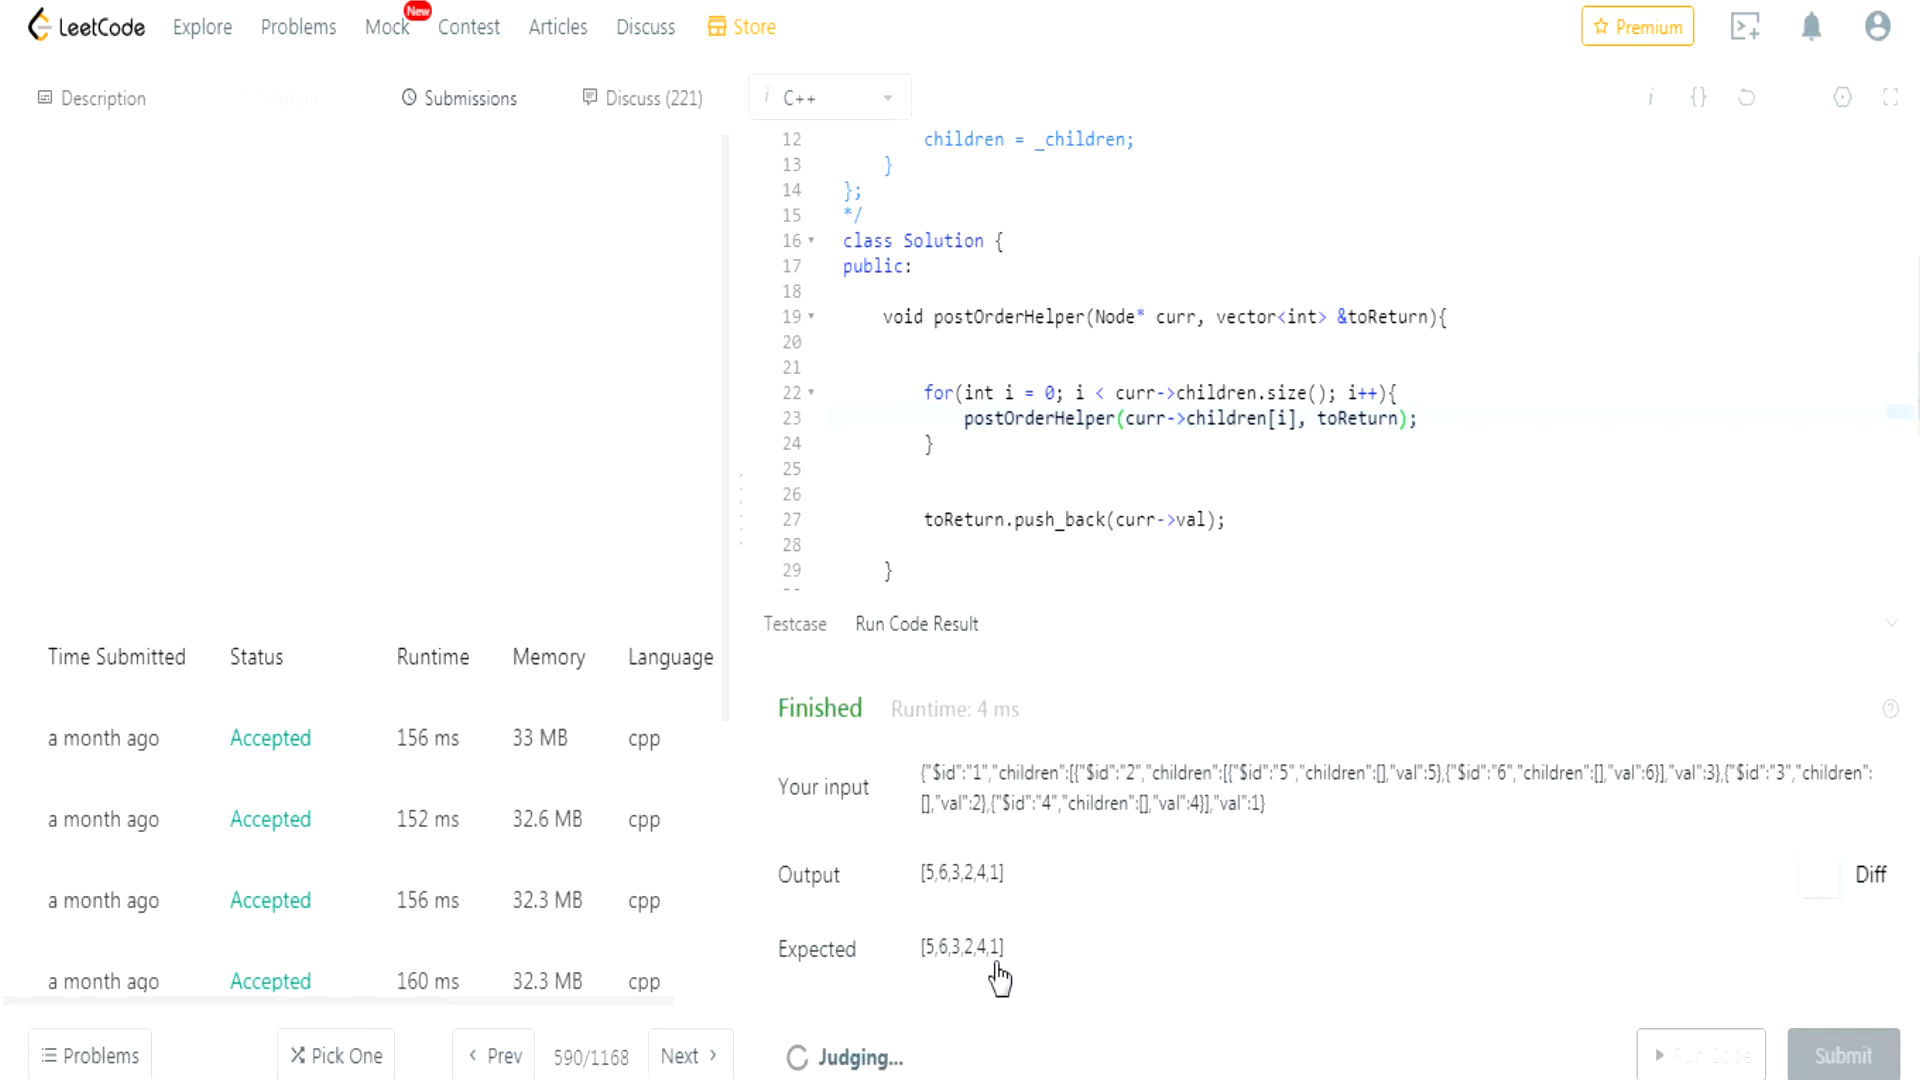 LeetCode Explore Problems Mock New Contest Articles Discuss Store Premium
Description Submissions Discuss (221) i C++ i {}
12 children = _children;
13 }
14 };
15 */
16 class Solution {
17 public:
18
19 void postOrderHelper(Node* curr, vector<int> &toReturn){
20
21
22 for(int i = 0; i < curr->children.size(); i++){
23 postOrderHelper(curr->children[i], toReturn);
24 }
25
26
27 toReturn.push_back(curr->val);
28
29 }
Testcase Run Code Result
Time Submitted Status Runtime Memory Language
a month ago Accepted 156 ms 33 MB cpp
a month ago Accepted 152 ms 32.6 MB cpp
a month ago Accepted 156 ms 32.3 MB cpp
a month ago Accepted 160 ms 32.3 MB cpp
Finished Runtime: 4 ms
Your input
{"$id":"1","children":[{"$id":"2","children":[{"$id":"5","children":[],"val":5},{"$id":"6","children":[],"val":6}],"val":3},{"$id":"3","children":
[],"val":2},{"$id":"4","children":[],"val":4}],"val":1}
Output [5,6,3,2,4,1] Diff
Expected [5,6,3,2,4,1]
Problems Pick One Prev 590/1168 Next Judging... Submit